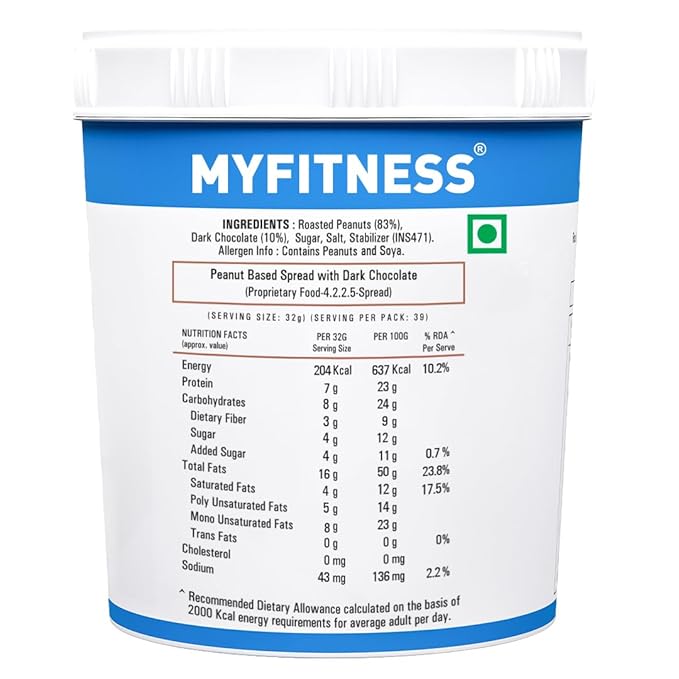 MYFITNESS®
INGREDIENTS : Roasted Peanuts (83%),
Dark Chocolate (10%), Sugar, Salt, Stabilizer (INS471).
Allergen Info : Contains Peanuts and Soya.
Peanut Based Spread with Dark Chocolate
(Proprietary Food-4.2.2.5-Spread)
(SERVING SIZE: 32g) (SERVING PER PACK: 39)
NUTRITION FACTS PER 32G PER 100G % RDA ^
(approx. value) Serving Size Per Serve
Energy 204 Kcal 637 Kcal 10.2%
Protein 7 g 23 g
Carbohydrates 8 g 24 g
Dietary Fiber 3 g 9 g
Sugar 4 g 12 g
Added Sugar 4 g 11 g 0.7 %
Total Fats 16 g 50 g 23.8%
Saturated Fats 4 g 12 g 17.5%
Poly Unsaturated Fats 5 g 14 g
Mono Unsaturated Fats 8 g 23 g
Trans Fats 0 g 0 g 0%
Cholesterol 0 mg 0 mg
Sodium 43 mg 136 mg 2.2 %
^ Recommended Dietary Allowance calculated on the basis of
2000 Kcal energy requirements for average adult per day.